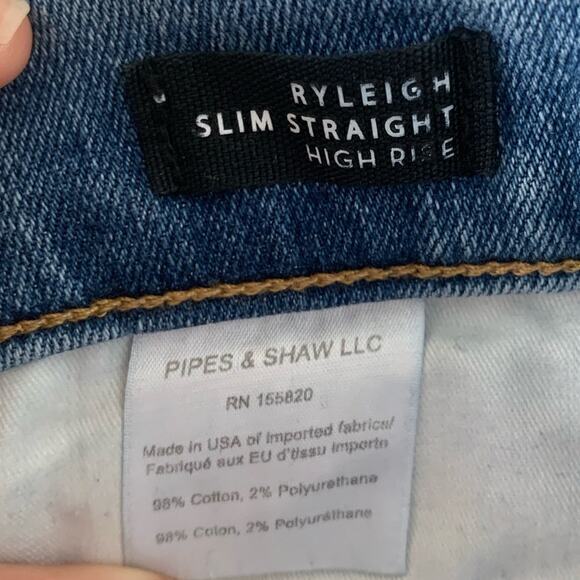 RYLEIGH
SLIM STRAIGHT
HIGH RISE
PIPES & SHAW LLC
RN 155820
Made in USA of Imported fabrics/
Fabriqué aux EU d'tissu importe
98% Cotton, 2% Polyurethane
98% Coton, 2% Polyuréthane